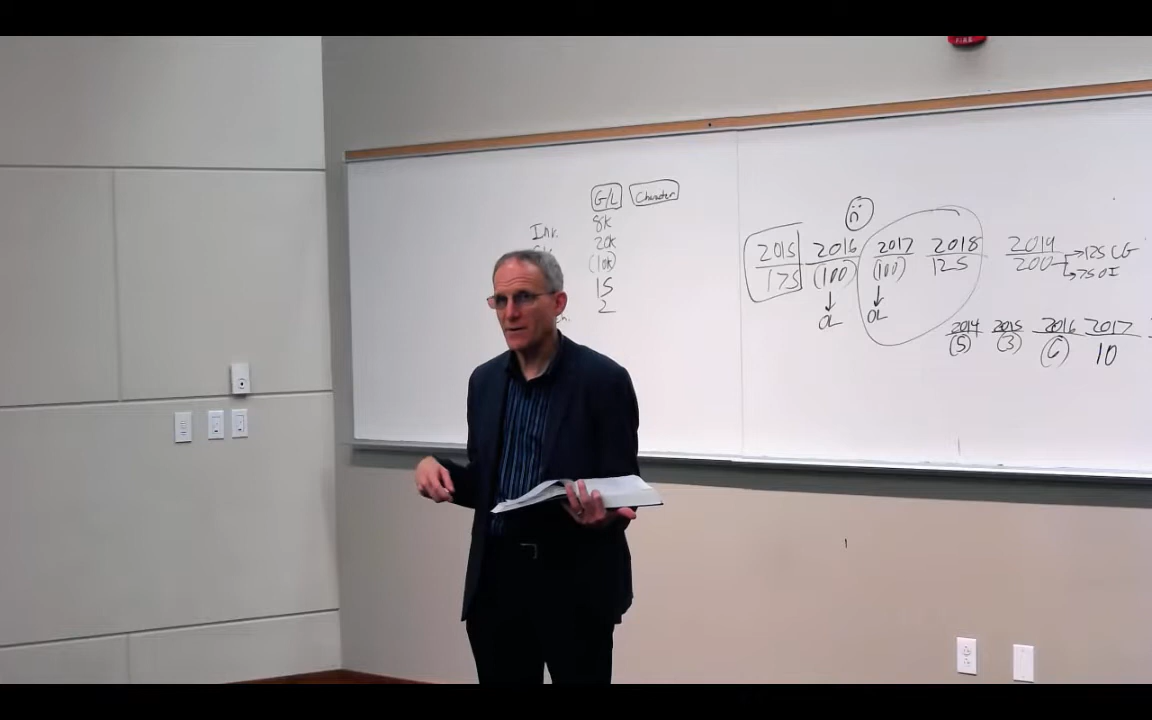 G/L Character
Inv. 8k
20k
(10k)
15
2
2015 2016 2017 2018 2019
175 (100) (100) 125 200 →125 CG
→75 OI
↓ ↓
OL OL
2014 2015 2016 2017
(5) (3) (6) 10
FIRE